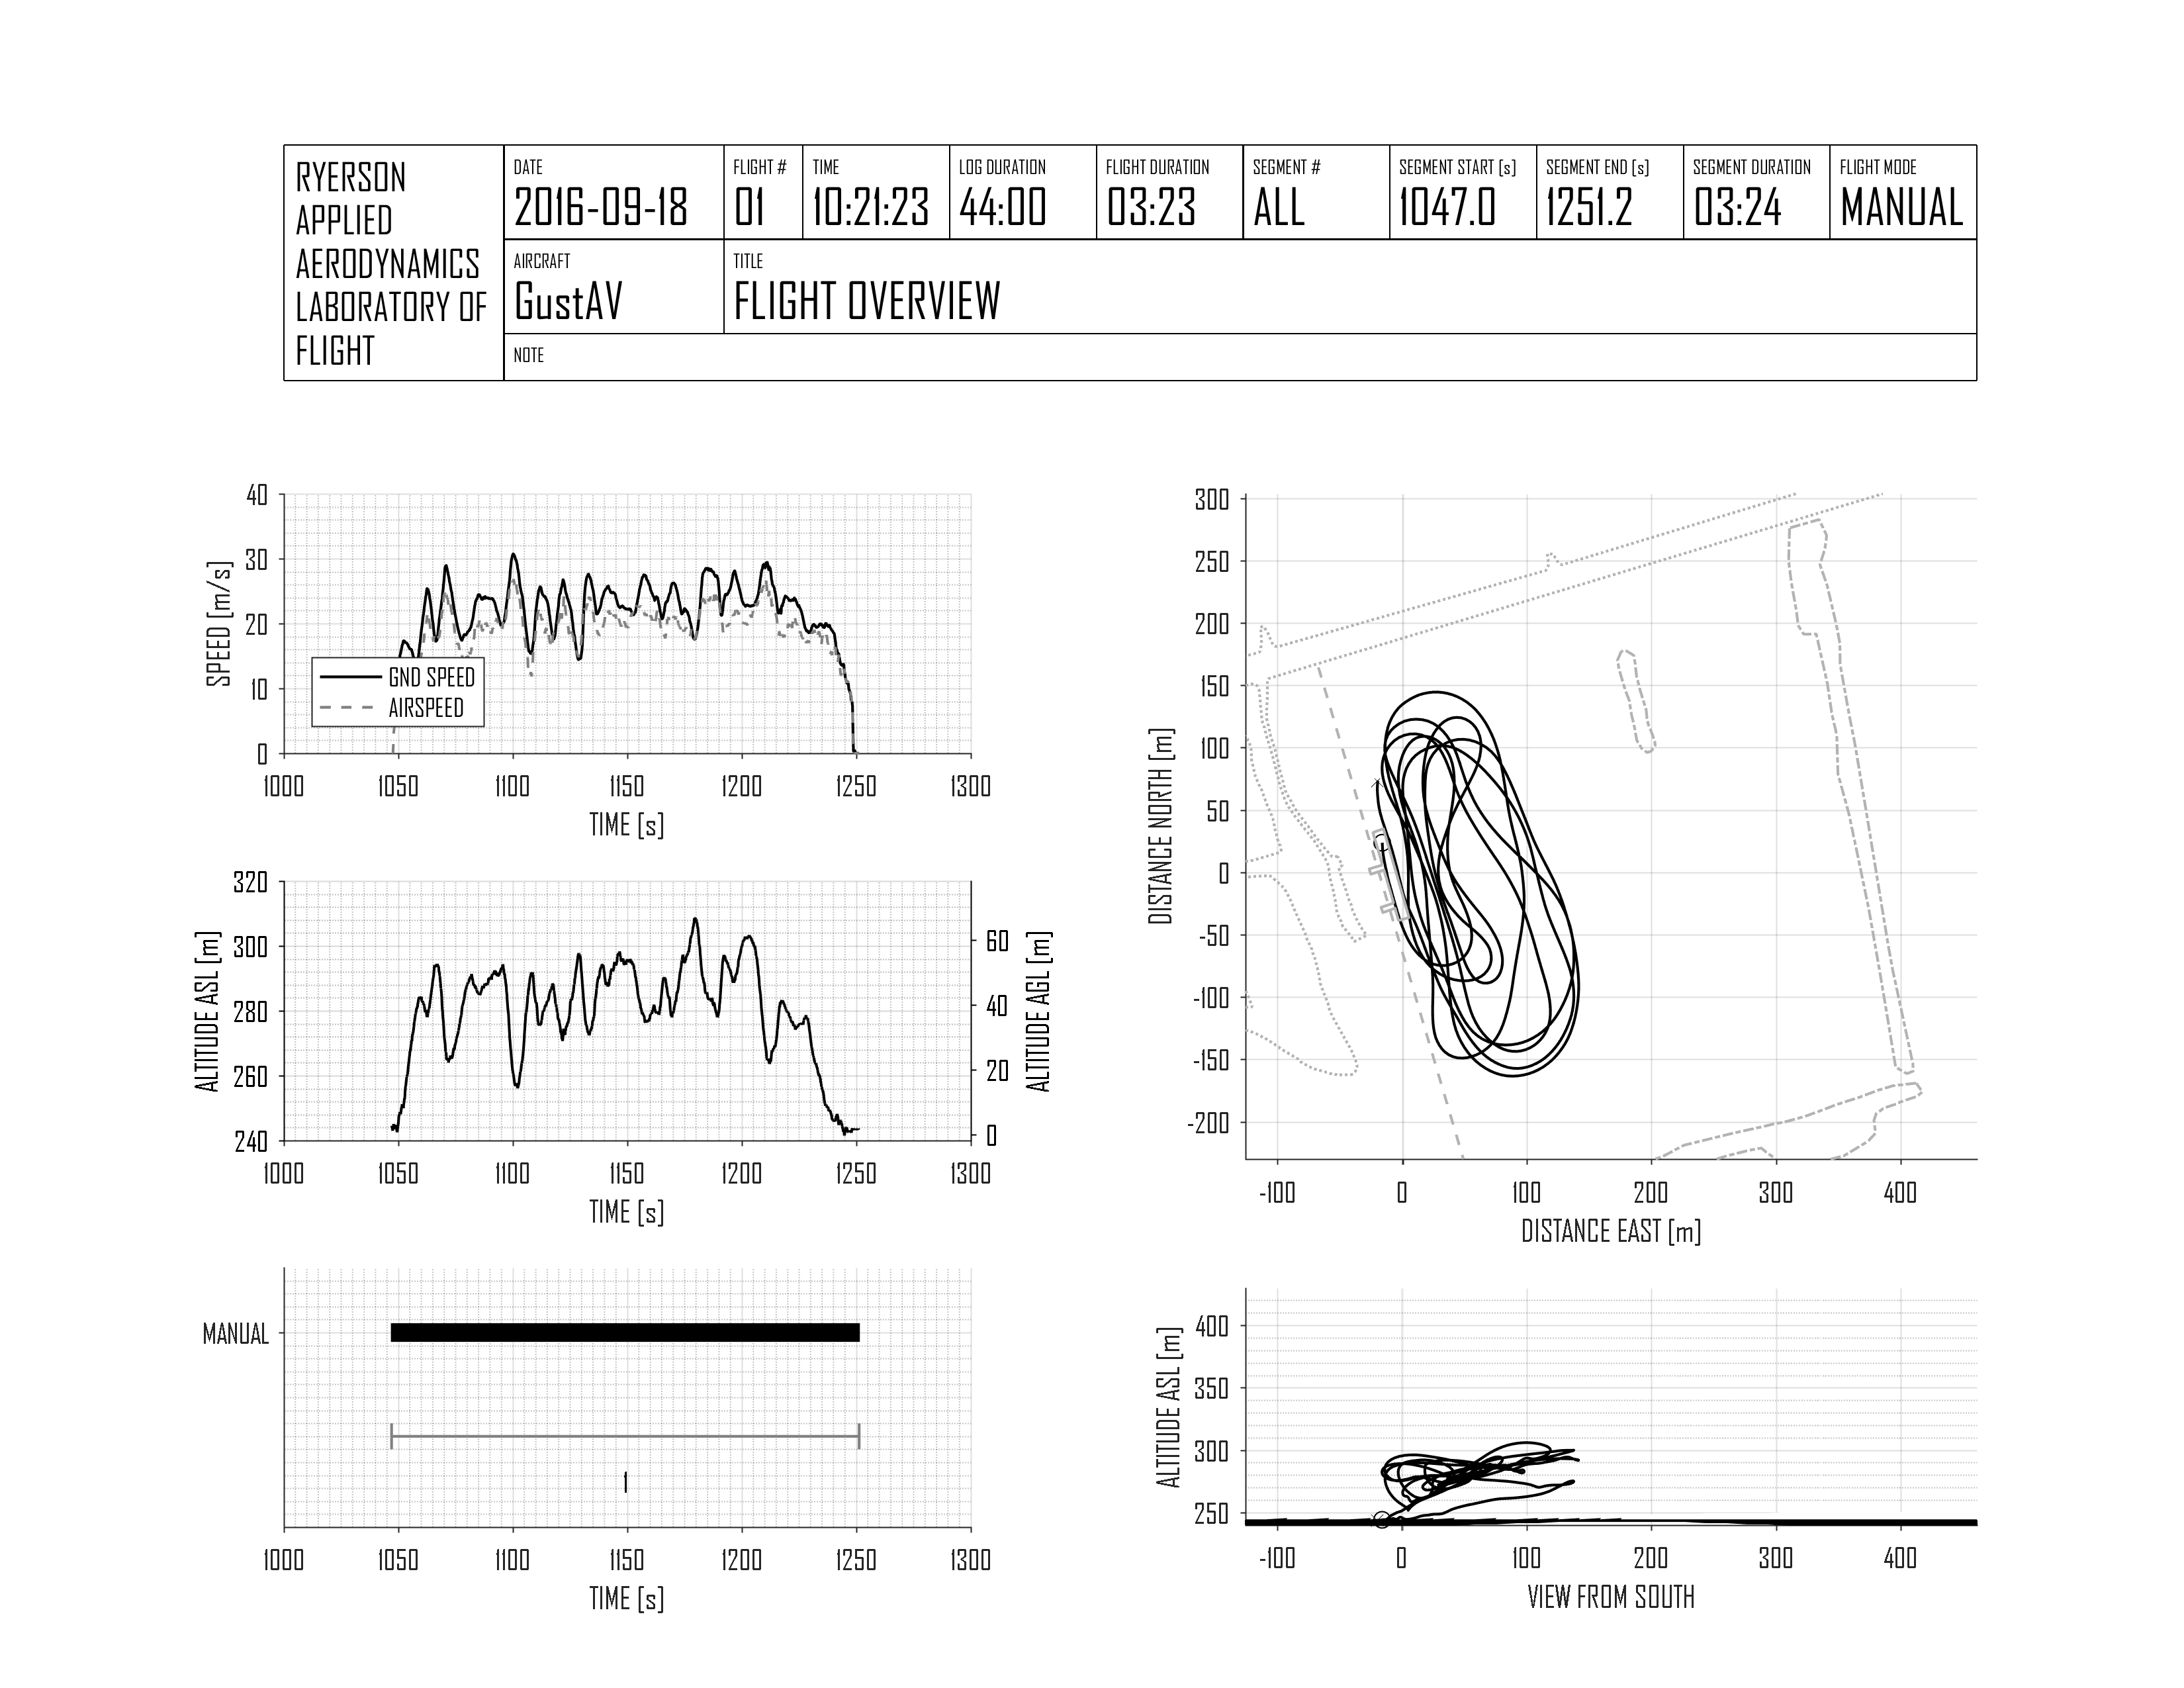 RYERSON
APPLIED
AERODYNAMICS
LABORATORY OF
FLIGHT
DATE
2016-09-18
FLIGHT #
01
TIME
10:21:23
LOG DURATION
44:00
FLIGHT DURATION
03:23
SEGMENT #
ALL
SEGMENT START [s]
1047.0
SEGMENT END [s]
1251.2
SEGMENT DURATION
03:24
FLIGHT MODE
MANUAL
AIRCRAFT
GustAV
TITLE
FLIGHT OVERVIEW
NOTE
SPEED [m/s]
40
30
20
10
0
GND SPEED
AIRSPEED
1000 1050 1100 1150 1200 1250 1300
TIME [s]
ALTITUDE ASL [m]
320
300
280
260
240
60
40
20
0
ALTITUDE AGL [m]
1000 1050 1100 1150 1200 1250 1300
TIME [s]
MANUAL
1
1000 1050 1100 1150 1200 1250 1300
TIME [s]
DISTANCE NORTH [m]
300
250
200
150
100
50
0
-50
-100
-150
-200
-100 0 100 200 300 400
DISTANCE EAST [m]
ALTITUDE ASL [m]
400
350
300
250
-100 0 100 200 300 400
VIEW FROM SOUTH